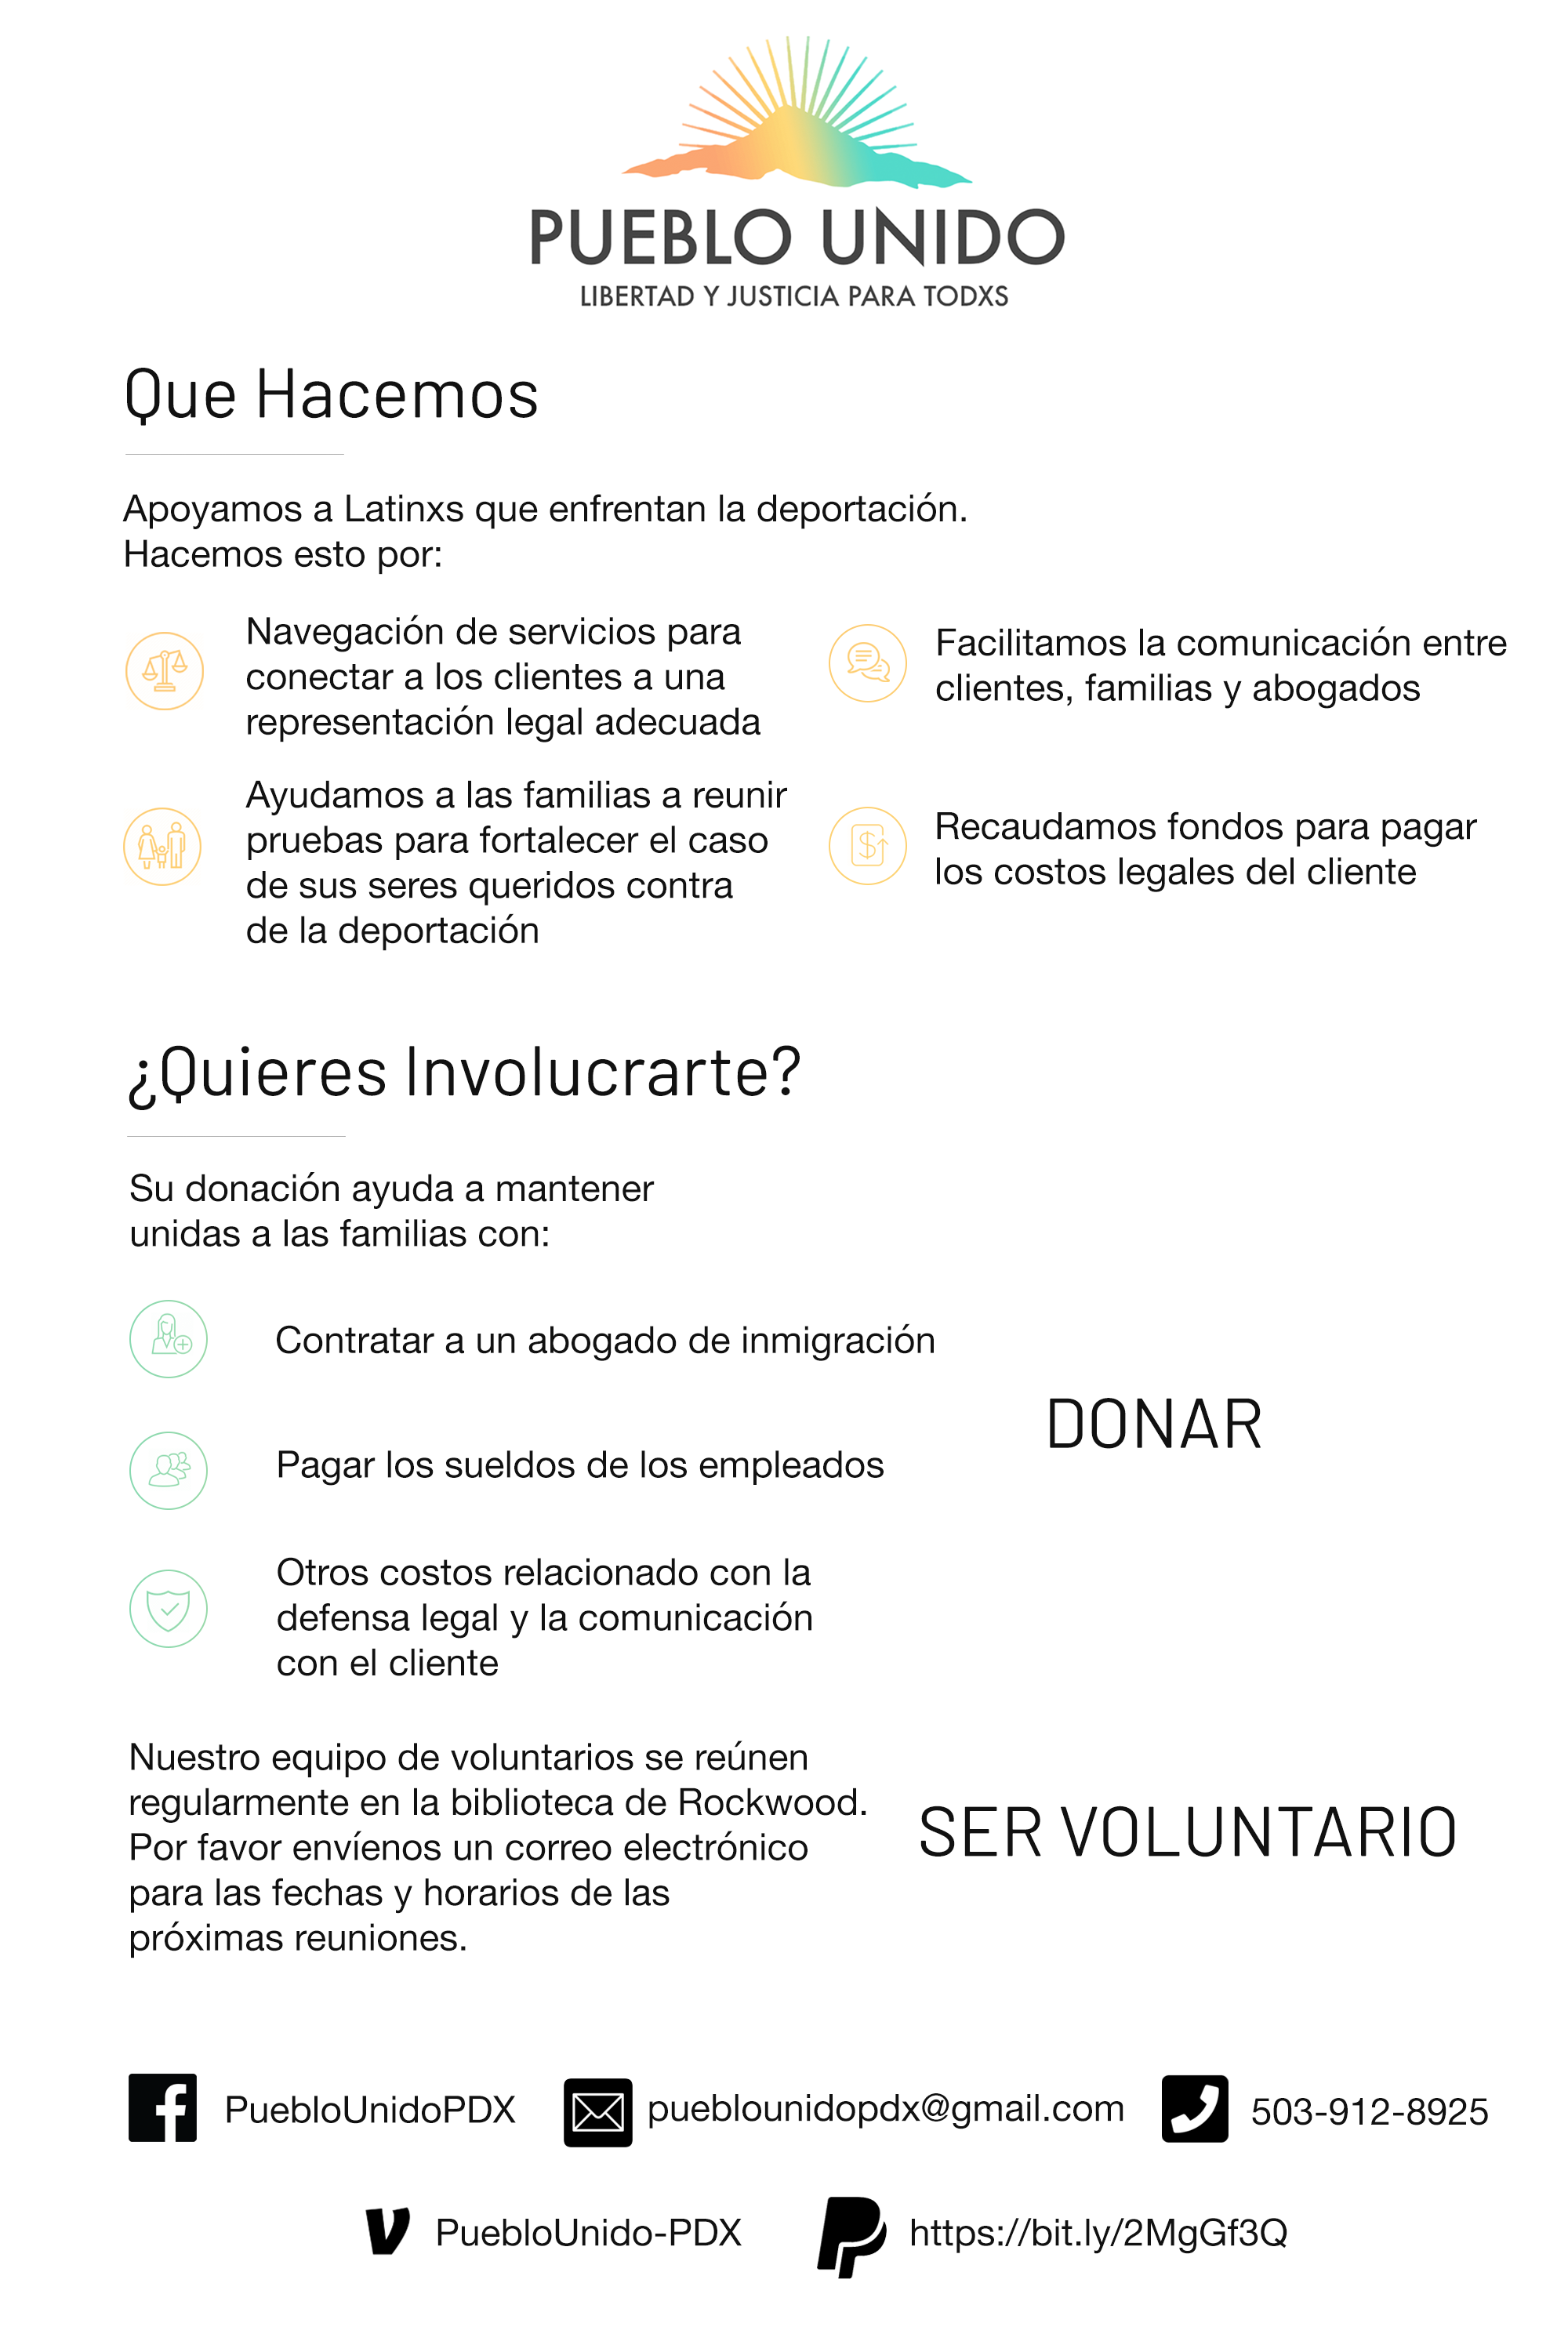 PUEBLO UNIDO
LIBERTAD Y JUSTICIA PARA TODXS
Que Hacemos
Apoyamos a Latinxs que enfrentan la deportación.
Hacemos esto por:
Navegación de servicios para
conectar a los clientes a una
representación legal adecuada
Facilitamos la comunicación entre
clientes, familias y abogados
Ayudamos a las familias a reunir
pruebas para fortalecer el caso
de sus seres queridos contra
de la deportación
Recaudamos fondos para pagar
los costos legales del cliente
¿Quieres Involucrarte?
Su donación ayuda a mantener
unidas a las familias con:
Contratar a un abogado de inmigración
Pagar los sueldos de los empleados
Otros costos relacionado con la
defensa legal y la comunicación
con el cliente
DONAR
Nuestro equipo de voluntarios se reúnen
regularmente en la biblioteca de Rockwood.
Por favor envíenos un correo electrónico
para las fechas y horarios de las
próximas reuniones.
SER VOLUNTARIO
PuebloUnidoPDX
pueblounidopdx@gmail.com
503-912-8925
PuebloUnido-PDX
https://bit.ly/2MgGf3Q